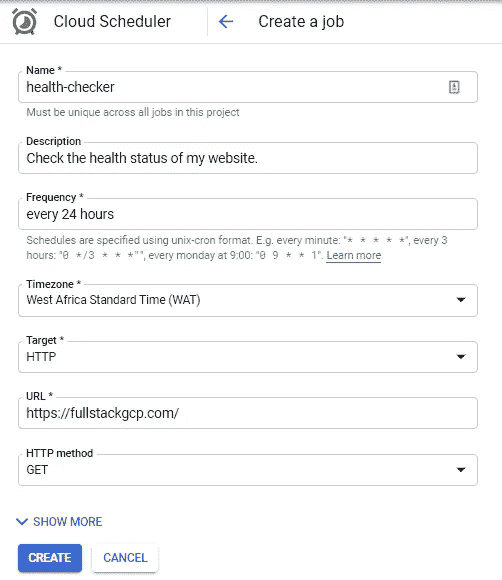 Cloud Scheduler
Create a job
Name *
health-checker
Must be unique across all jobs in this project
Description
Check the health status of my website.
Frequency *
every 24 hours
Schedules are specified using unix-cron format. E.g. every minute: "* * * * *", every 3
hours: "0 */3 * * *"", every monday at 9:00: "0 9 * * 1". Learn more
Timezone *
West Africa Standard Time (WAT)
Target *
HTTP
URL *
https://fullstackgcp.com/
HTTP method
GET
SHOW MORE
CREATE
CANCEL